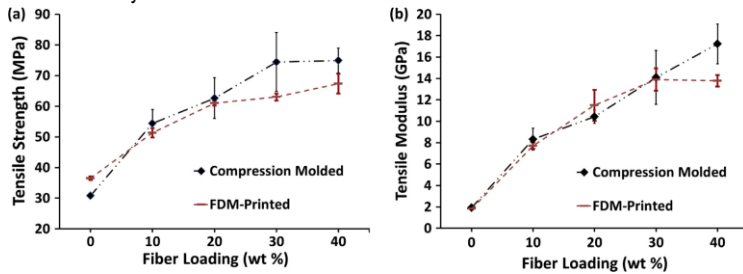 (a)
Tensile Strength (MPa)
90
80
70
60
50
40
30
20
Compression Molded
FDM-Printed
0 10 20 30 40
Fiber Loading (wt %)
(b)
Tensile Modulus (GPa)
20
18
16
14
12
10
8
6
4
2
0
Compression Molded
FDM-Printed
0 10 20 30 40
Fiber Loading (wt %)